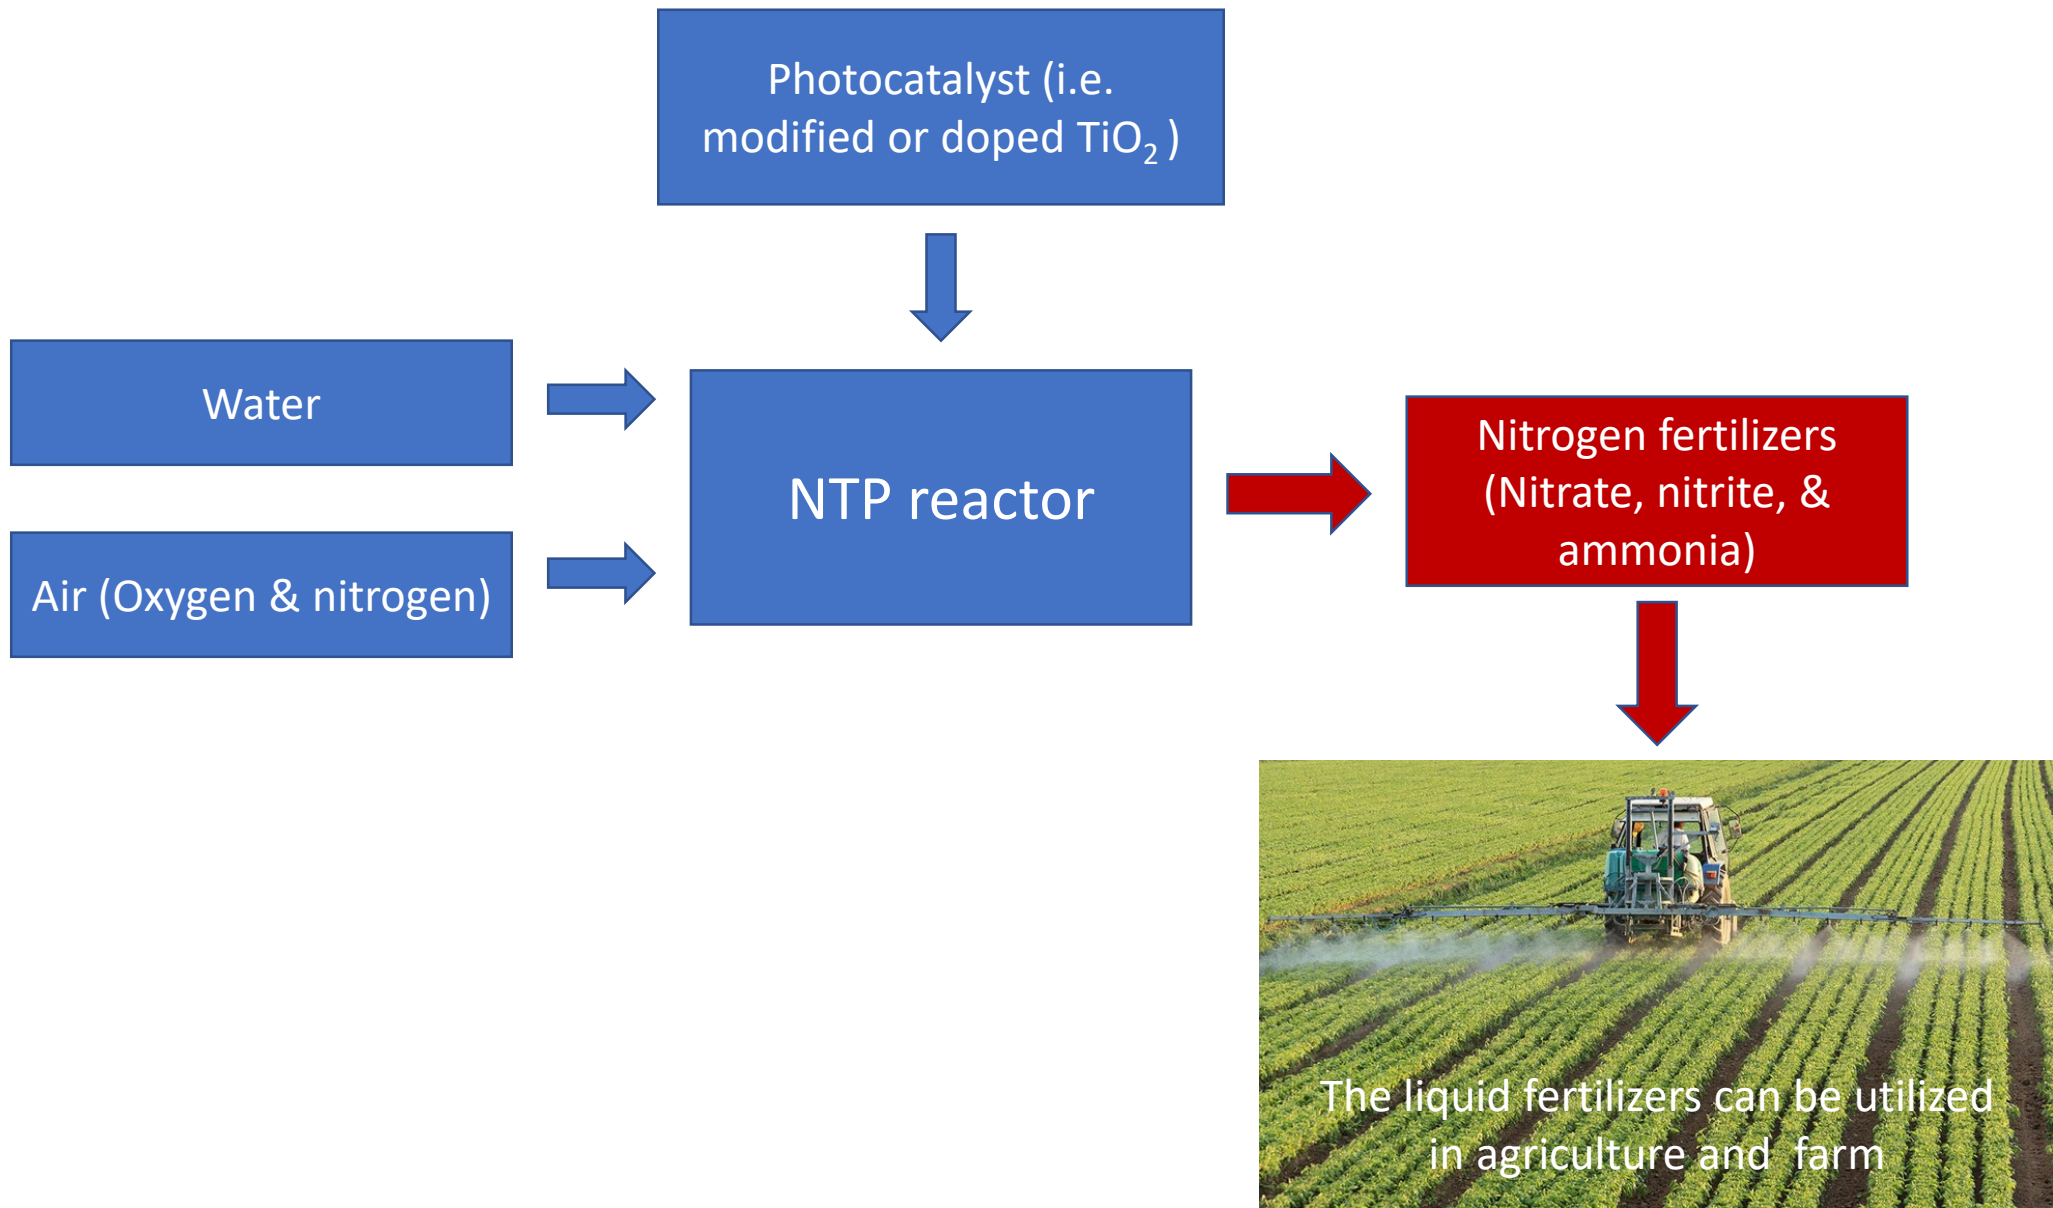 Photocatalyst (i.e.
modified or doped TiO₂ )
Water
Air (Oxygen & nitrogen)
NTP reactor
Nitrogen fertilizers
(Nitrate, nitrite, &
ammonia)
The liquid fertilizers can be utilized
in agriculture and  farm